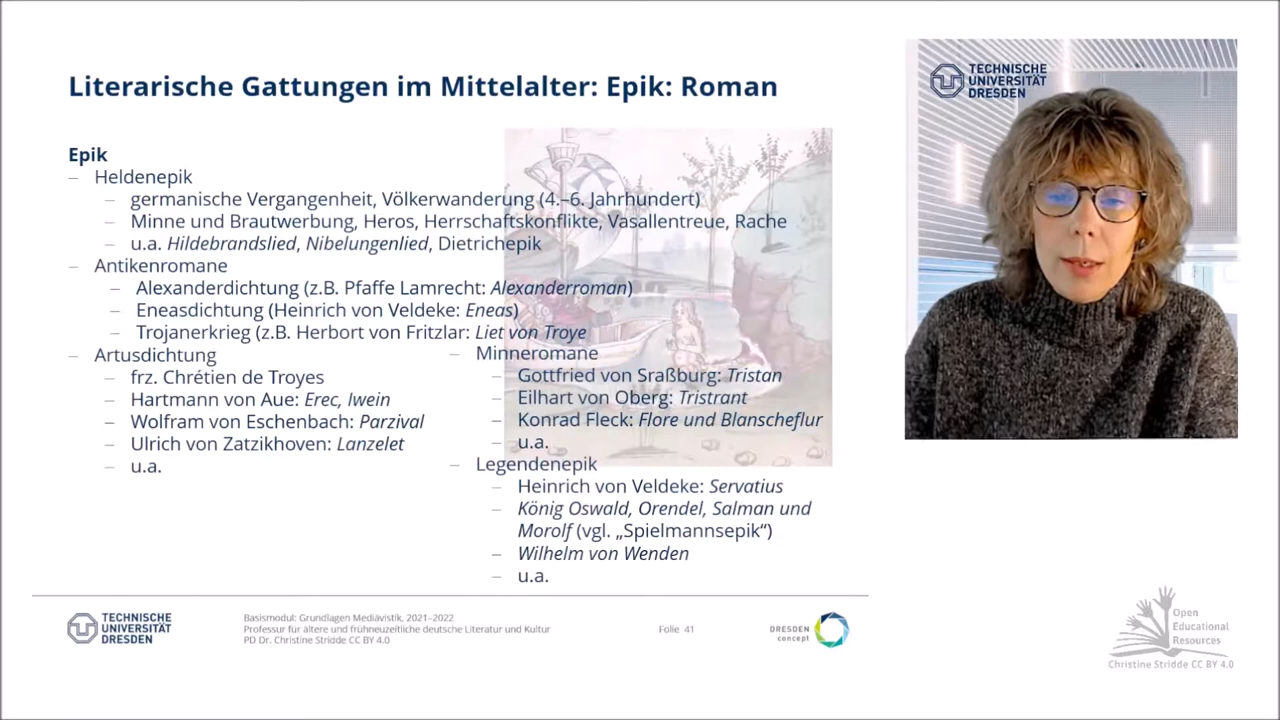 Literarische Gattungen im Mittelalter: Epik: Roman
Epik
– Heldenepik
– germanische Vergangenheit, Völkerwanderung (4.–6. Jahrhundert)
– Minne und Brautwerbung, Heros, Herrschaftskonflikte, Vasallentreue, Rache
– u.a. Hildebrandslied, Nibelungenlied, Dietrichepik
– Antikenromane
– Alexanderdichtung (z.B. Pfaffe Lamrecht: Alexanderroman)
– Eneasdichtung (Heinrich von Veldeke: Eneas)
– Trojanerkrieg (z.B. Herbort von Fritzlar: Liet von Troye
– Artusdichtung
– frz. Chrétien de Troyes
– Hartmann von Aue: Erec, Iwein
– Wolfram von Eschenbach: Parzival
– Ulrich von Zatzikhoven: Lanzelet
– u.a.
– Minneromane
– Gottfried von Sraßburg: Tristan
– Eilhart von Oberg: Tristrant
– Konrad Fleck: Flore und Blanscheflur
– u.a.
– Legendenepik
– Heinrich von Veldeke: Servatius
– König Oswald, Orendel, Salman und
Morolf (vgl. „Spielmannsepik“)
– Wilhelm von Wenden
– u.a.
TECHNISCHE
UNIVERSITÄT
DRESDEN
TECHNISCHE
UNIVERSITÄT
DRESDEN
Basismodul: Grundlagen Mediävistik, 2021–2022
Professur für ältere und frühneuzeitliche deutsche Literatur und Kultur
PD Dr. Christine Stridde CC BY 4.0
Folie 41
DRESDEN
concept
Open
Educational
Resources
Christine Stridde CC BY 4.0